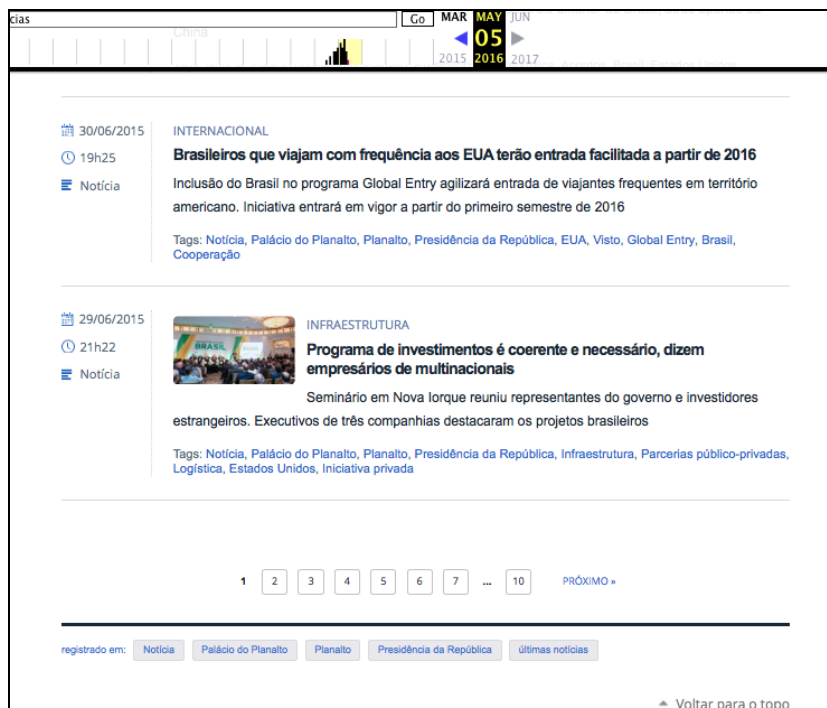 cias Go MAR MAY JUN
China
05
2015 2016 2017
30/06/2015 INTERNACIONAL
19h25 Brasileiros que viajam com frequência aos EUA terão entrada facilitada a partir de 2016
Notícia Inclusão do Brasil no programa Global Entry agilizará entrada de viajantes frequentes em território
americano. Iniciativa entrará em vigor a partir do primeiro semestre de 2016
Tags: Notícia, Palácio do Planalto, Planalto, Presidência da República, EUA, Visto, Global Entry, Brasil,
Cooperação
29/06/2015 INFRAESTRUTURA
21h22 Programa de investimentos é coerente e necessário, dizem
Notícia empresários de multinacionais
BRASIL
Seminário em Nova Iorque reuniu representantes do governo e investidores
estrangeiros. Executivos de três companhias destacaram os projetos brasileiros
Tags: Notícia, Palácio do Planalto, Planalto, Presidência da República, Infraestrutura, Parcerias público-privadas,
Logística, Estados Unidos, Iniciativa privada
1 2 3 4 5 6 7 ... 10 PRÓXIMO »
registrado em: Notícia Palácio do Planalto Planalto Presidência da República últimas notícias
Voltar para o topo